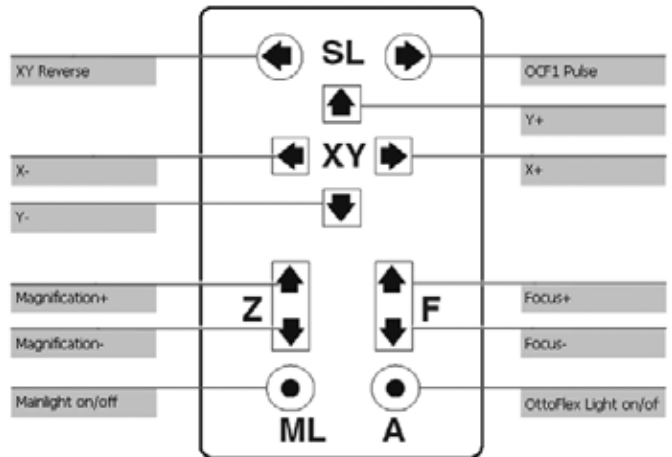 SL
XY Reverse
OCF1 Pulse
Y+
XY
X-
X+
Y-
Magnification+
Focus+
Z
F
Magnification-
Focus-
Mainlight on/off
OttoFlex Light on/of
ML
A